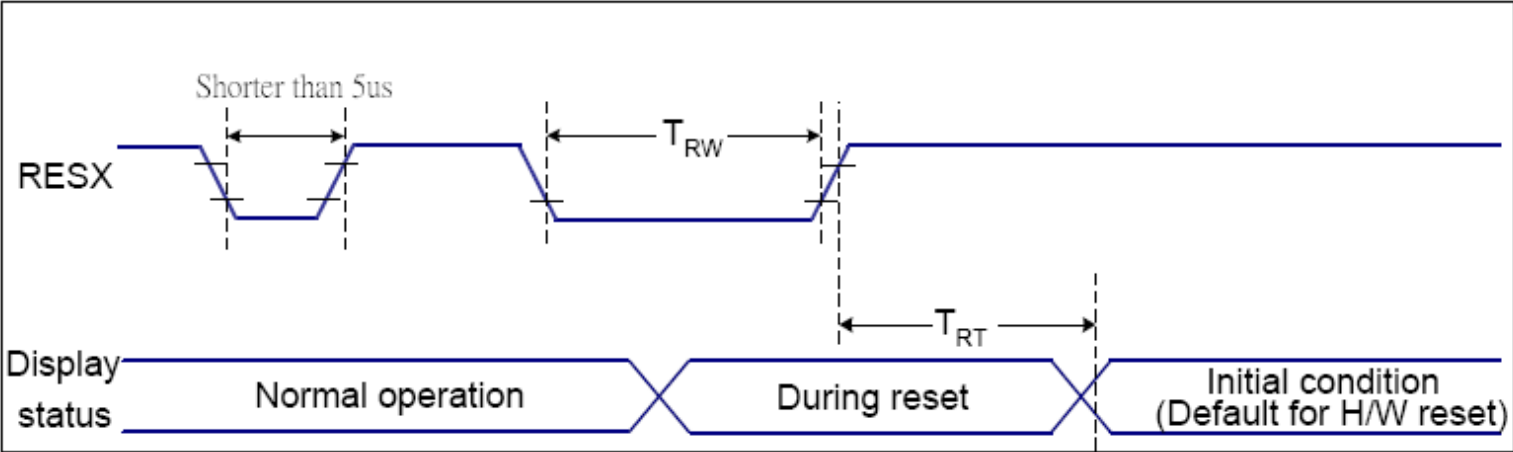 Shorter than 5us
RESX
TRW
TRT
Display
status
Normal operation
During reset
Initial condition
(Default for H/W reset)